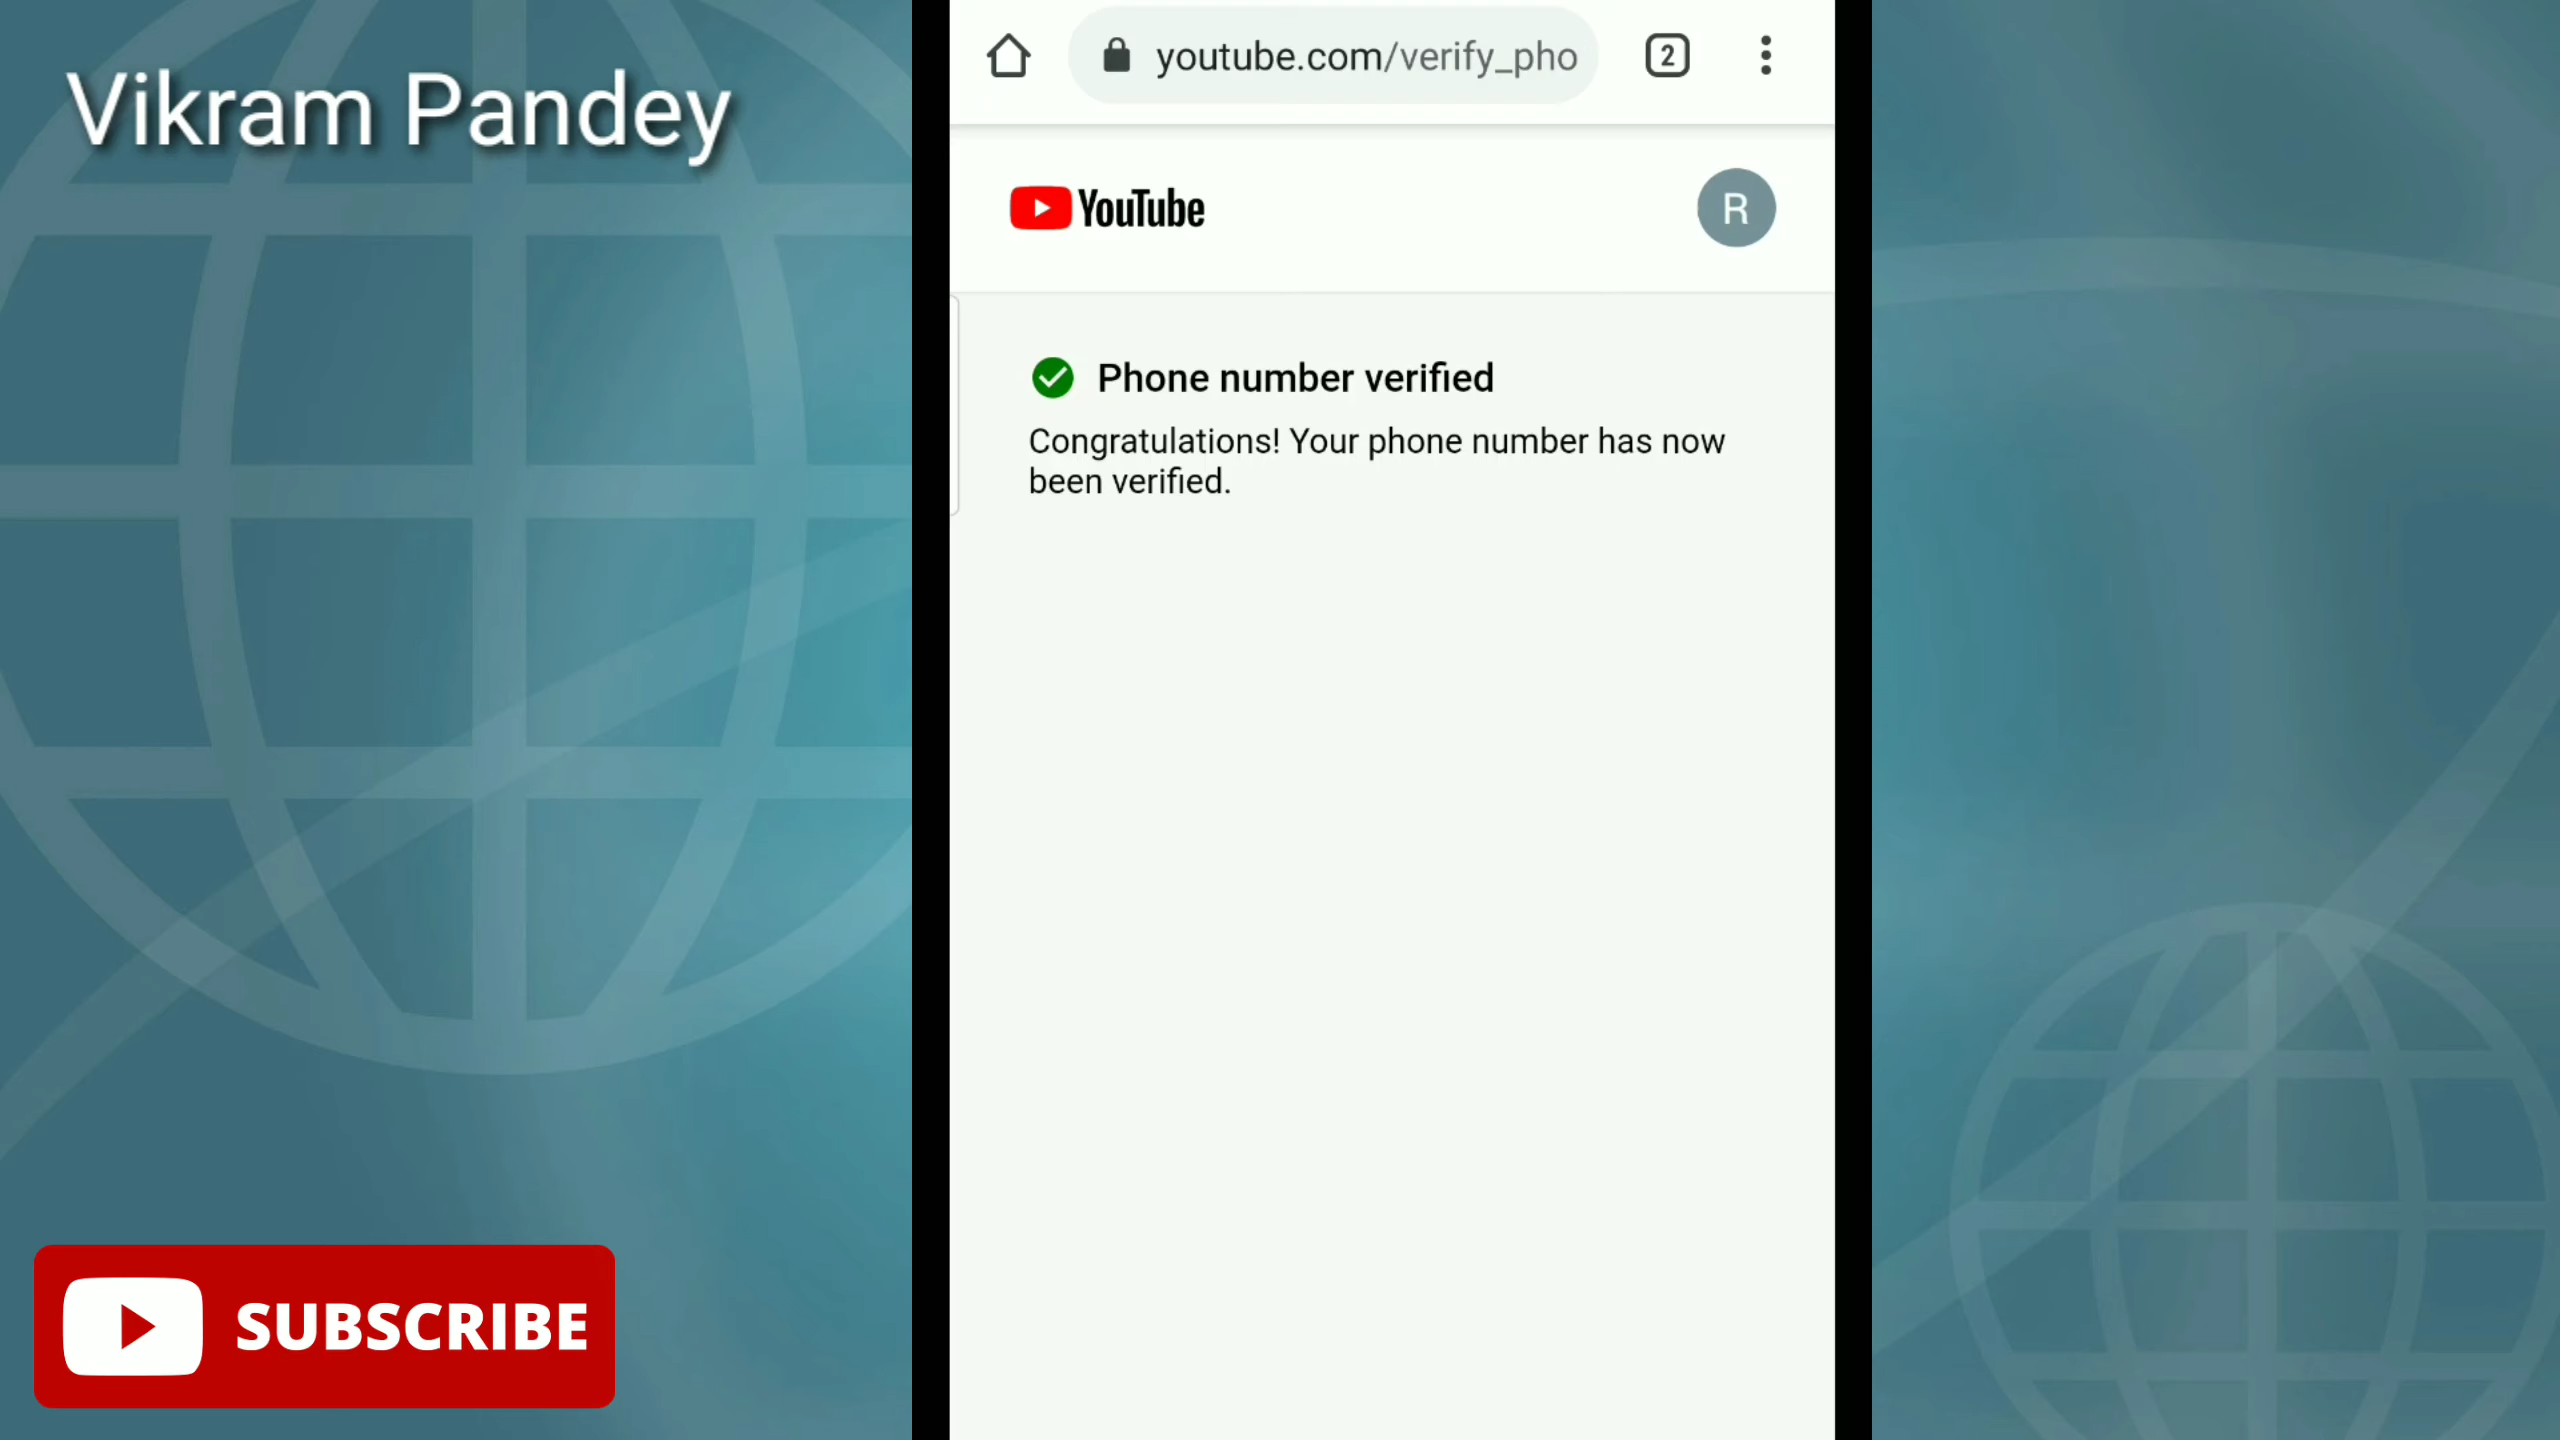 Vikram Pandey
youtube.com/verify_pho
2
YouTube
R
Phone number verified
Congratulations! Your phone number has now
been verified.
SUBSCRIBE